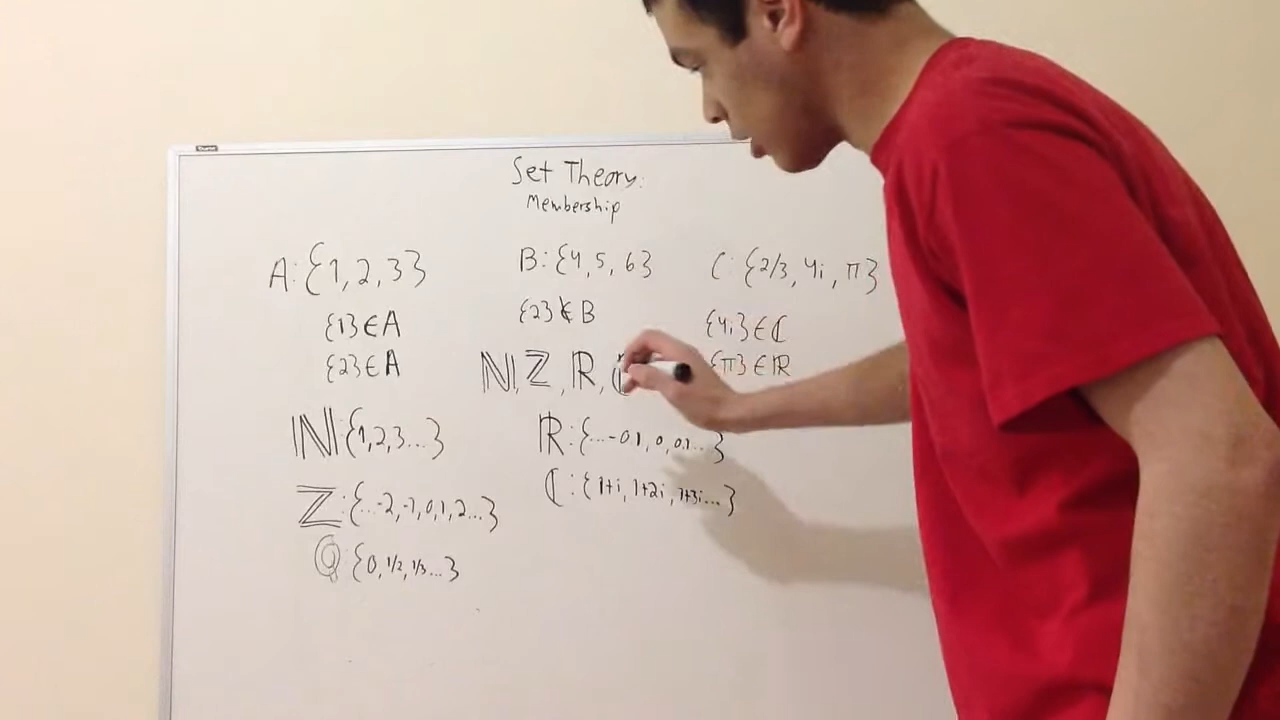 Set Theory:
Membership
A: {1, 2, 3} B: {4, 5, 6} C: {2/3, 4i, π}
{1} ∈ A {2} ∉ B {4i} ∈ ℂ
{2} ∈ A ℕ, ℤ, ℝ, {π} ∈ ℝ
ℕ: {1, 2, 3...} ℝ: {...-0.1, 0, 0.1...}
ℤ: {...-2, -1, 0, 1, 2...} ℂ: {1+i, 1+2i, 1+3i...}
ℚ: {0, 1/2, 1/3...}